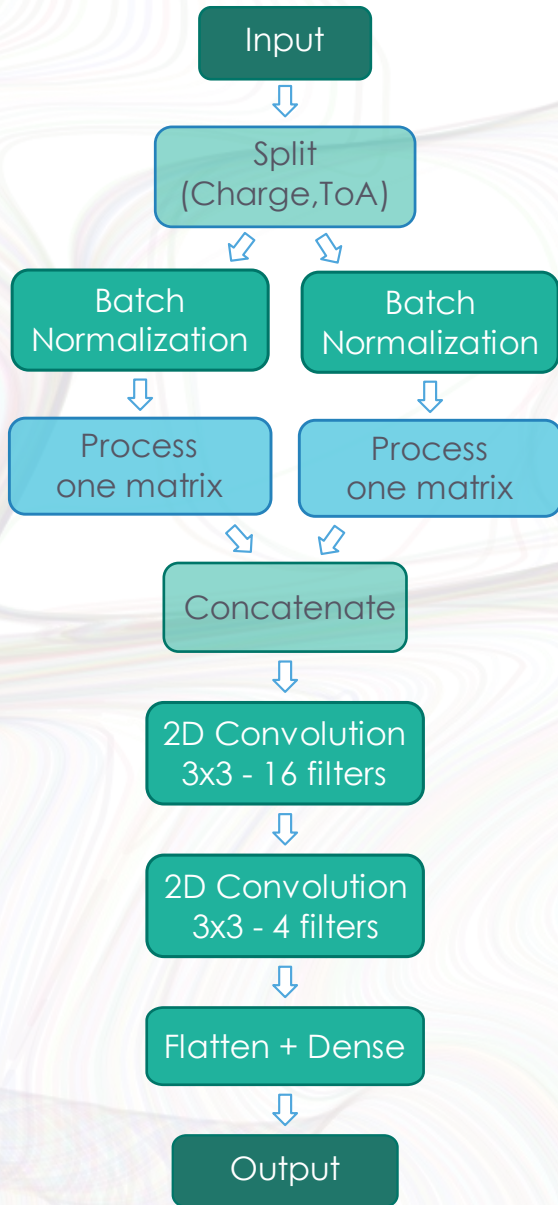 Input
Split
(Charge,ToA)
Batch
Normalization
Batch
Normalization
Process
one matrix
Process
one matrix
Concatenate
2D Convolution
3x3 - 16 filters
2D Convolution
3x3 - 4 filters
Flatten + Dense
Output